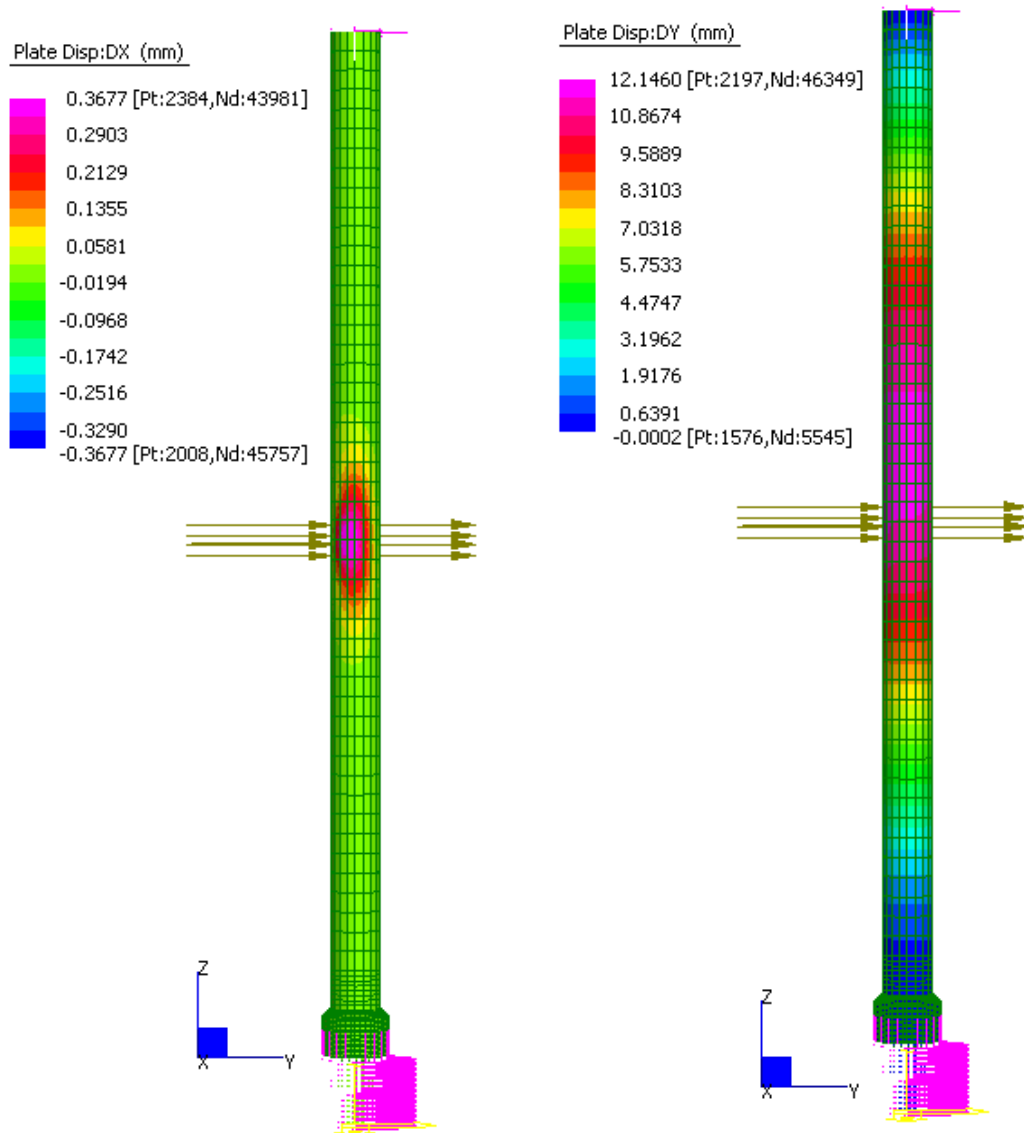 Plate Disp:DX (mm)
0.3677 [Pt:2384,Nd:43981]
0.2903
0.2129
0.1355
0.0581
-0.0194
-0.0968
-0.1742
-0.2516
-0.3290
-0.3677 [Pt:2008,Nd:45757]
Z
X
Y
Plate Disp:DY (mm)
12.1460 [Pt:2197,Nd:46349]
10.8674
9.5889
8.3103
7.0318
5.7533
4.4747
3.1962
1.9176
0.6391
-0.0002 [Pt:1576,Nd:5545]
Z
X
Y